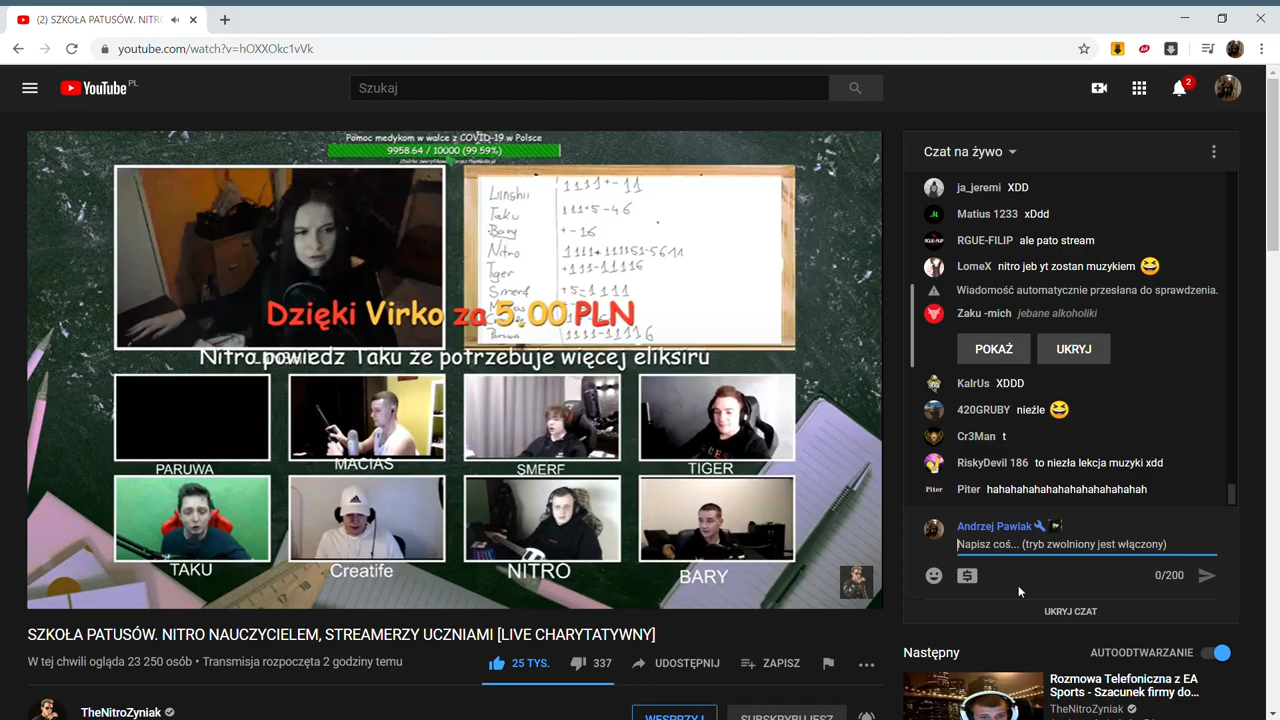 (2) SZKOŁA PATUSÓW. NITRO
youtube.com/watch?v=hOXXOkc1vVk
YouTube PL
Szukaj
2
Pomoc medykom w walce z COVID-19 w Polsce
9958.64 / 10000 (99.59%)
Taku
Bary
Nitro
Tiger
Smerf
Dzięki Virko za 5.00 PLN
Nitro powiedz Taku że potrzebuje więcej eliksiru
PARUWA
MACIAS
SMERF
TIGER
TAKU
Creatife
NITRO
BARY
SZKOŁA PATUSÓW. NITRO NAUCZYCIELEM, STREAMERZY UCZNIAMI [LIVE CHARYTATYWNY]
W tej chwili ogląda 23 250 osób • Transmisja rozpoczęta 2 godziny temu
25 TYS.
337
UDOSTĘPNIJ
ZAPISZ
TheNitroZyniak
WESPRZYJ
SUBSKRYBUJESZ
Czat na żywo
ja_jeremi XDD
Matius 1233 xDdd
RGUE-FILIP ale pato stream
LomeX nitro jeb yt zostan muzykiem
Wiadomość automatycznie przesłana do sprawdzenia.
Zaku -mich jebane alkoholiki
POKAŻ
UKRYJ
KaIrUs XDDD
420GRUBY nieźle
Cr3Man t
RiskyDevil 186 to niezła lekcja muzyki xdd
Piter hahahahahahahahahahahah
Andrzej Pawlak
Napisz coś... (tryb zwolniony jest włączony)
0/200
UKRYJ CZAT
Następny
AUTOODTWARZANIE
Rozmowa Telefoniczna z EA
Sports - Szacunek firmy do...
TheNitroZyniak